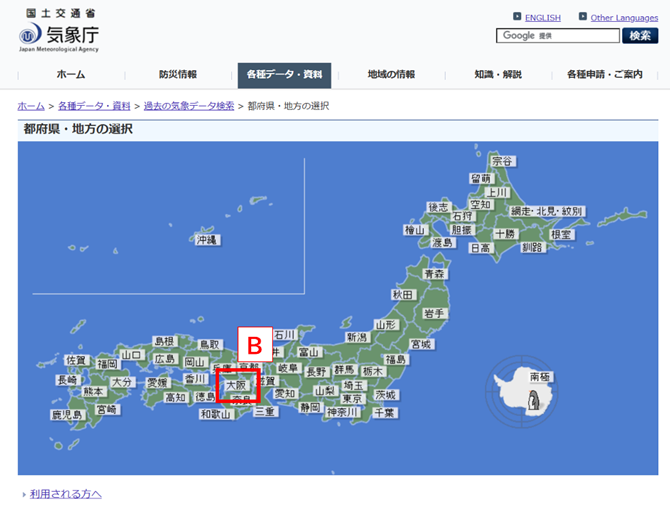 国土交通省
気象庁
Japan Meteorological Agency
ENGLISH
Other Languages
Google 提供
検索
ホーム
防災情報
各種データ・資料
地域の情報
知識・解説
各種申請・ご案内
ホーム > 各種データ・資料 > 過去の気象データ検索 > 都府県・地方の選択
都府県・地方の選択
宗谷
留萌
上川
後志
空知
石狩
網走・北見・紋別
檜山
胆振
十勝
根室
渡島
日高
釧路
沖縄
青森
秋田
岩手
山形
宮城
新潟
福島
石川
B
富山
島根
鳥取
井
岐阜
長野
群馬
栃木
佐賀
福岡
山口
広島
岡山
兵庫
京都
長崎
大分
愛媛
香川
大阪
滋賀
埼玉
熊本
高知
徳島
奈良
愛知
山梨
東京
茨城
鹿児島
宮崎
和歌山
三重
静岡
神奈川
千葉
南極
利用される方へ